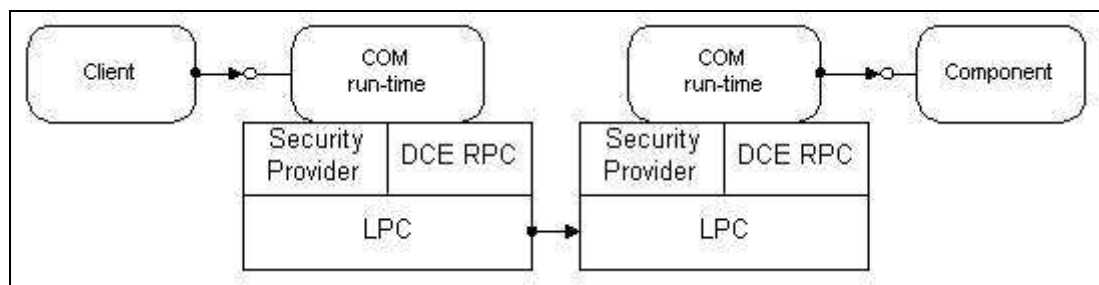 Client
COM
run-time
COM
run-time
Component
Security
Provider
DCE RPC
Security
Provider
DCE RPC
LPC
LPC